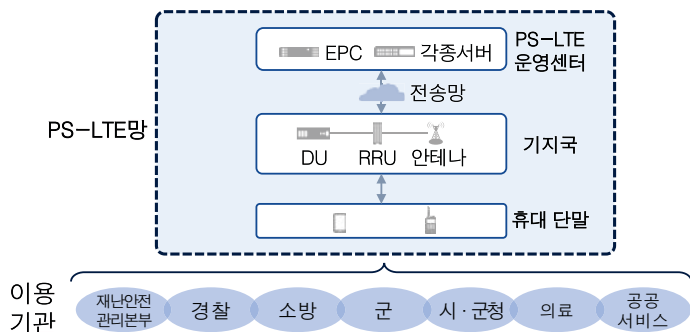 PS-LTE
운영센터
EPC 각종서버
전송망
PS-LTE망
DU RRU 안테나
기지국
휴대 단말
이용
기관
재난안전
관리본부
경찰
소방
군
시·군청
의료
공공
서비스